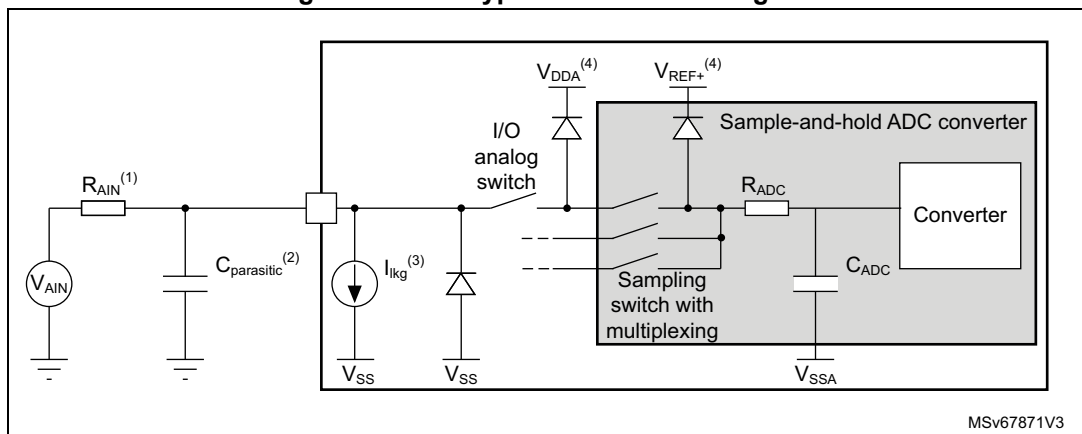 V_DDA^(4)
V_REF+^(4)
Sample-and-hold ADC converter
I/O
analog
switch
R_AIN^(1)
R_ADC
Converter
V_AIN
C_parasitic^(2)
I_lkg^(3)
Sampling
switch with
multiplexing
C_ADC
V_SS
V_SS
V_SSA
MSv67871V3